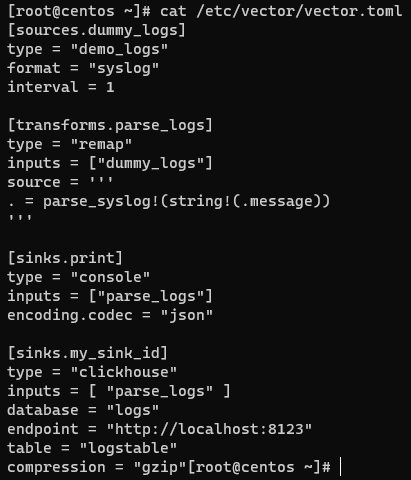 [root@centos ~]# cat /etc/vector/vector.toml
[sources.dummy_logs]
type = "demo_logs"
format = "syslog"
interval = 1

[transforms.parse_logs]
type = "remap"
inputs = ["dummy_logs"]
source = '''
. = parse_syslog!(string!(.message))
'''

[sinks.print]
type = "console"
inputs = ["parse_logs"]
encoding.codec = "json"

[sinks.my_sink_id]
type = "clickhouse"
inputs = [ "parse_logs" ]
database = "logs"
endpoint = "http://localhost:8123"
table = "logstable"
compression = "gzip"[root@centos ~]#